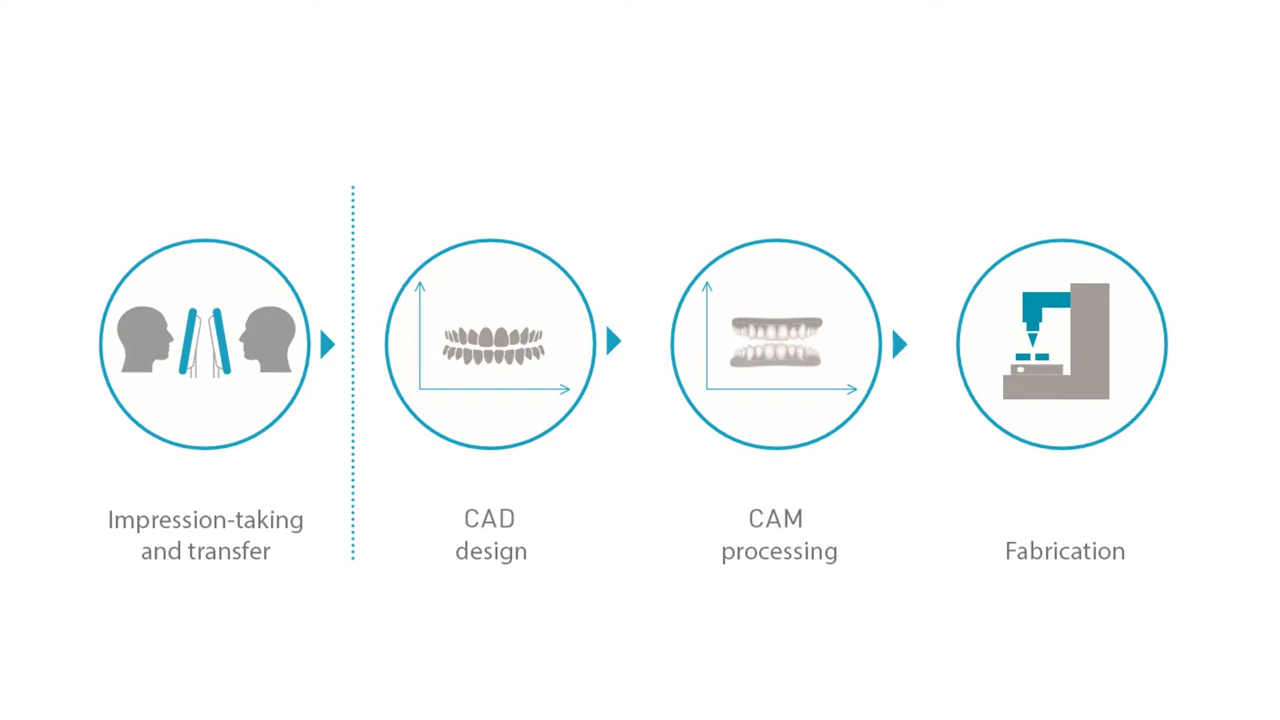 Impression-taking
and transfer
CAD
design
CAM
processing
Fabrication